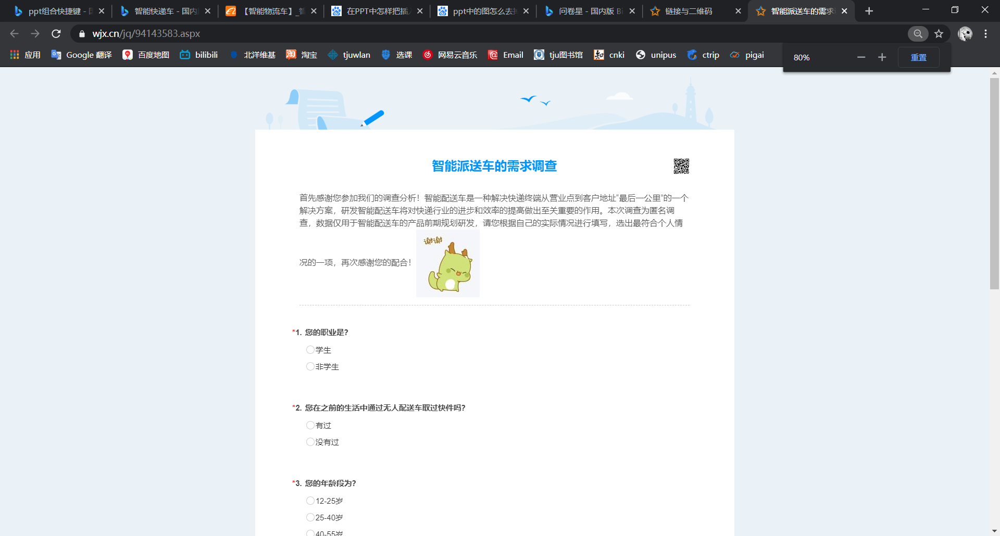 ppt组合快捷键 - 国
智能快递车 - 国内
【智能物流车】_智
在PPT中怎样把插
ppt中的图怎么去
问卷星 - 国内版 Bi
链接与二维码
智能派送车的需求
wjx.cn/jq/94143583.aspx
应用
Google 翻译
百度地图
bilibili
北洋维基
淘宝
tjuwlan
选课
网易云音乐
Email
tju图书馆
cnki
unipus
ctrip
pigai
80%
重置
智能派送车的需求调查
首先感谢您参加我们的调查分析！智能配送车是一种解决快递终端从营业点到客户地址“最后一公里”的一个
解决方案，研发智能配送车将对快递行业的进步和效率的提高做出至关重要的作用。本次调查为匿名调
查，数据仅用于智能配送车的产品前期规划研发，请您根据自己的实际情况进行填写，选出最符合个人情
谢谢
况的一项，再次感谢您的配合！
*1. 您的职业是?
学生
非学生
*2. 您在之前的生活中通过无人配送车取过快件吗?
有过
没有过
*3. 您的年龄段为?
12-25岁
25-40岁
40-55岁